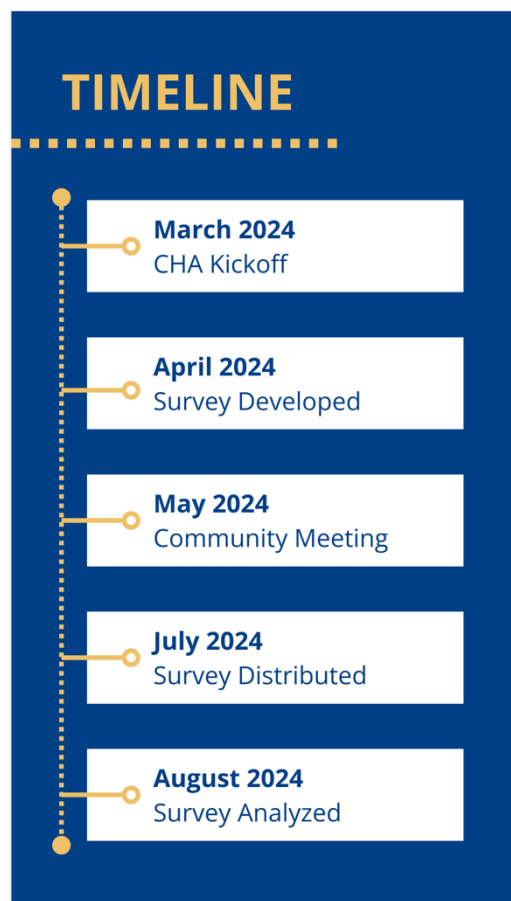 TIMELINE
March 2024
CHA Kickoff
April 2024
Survey Developed
May 2024
Community Meeting
July 2024
Survey Distributed
August 2024
Survey Analyzed